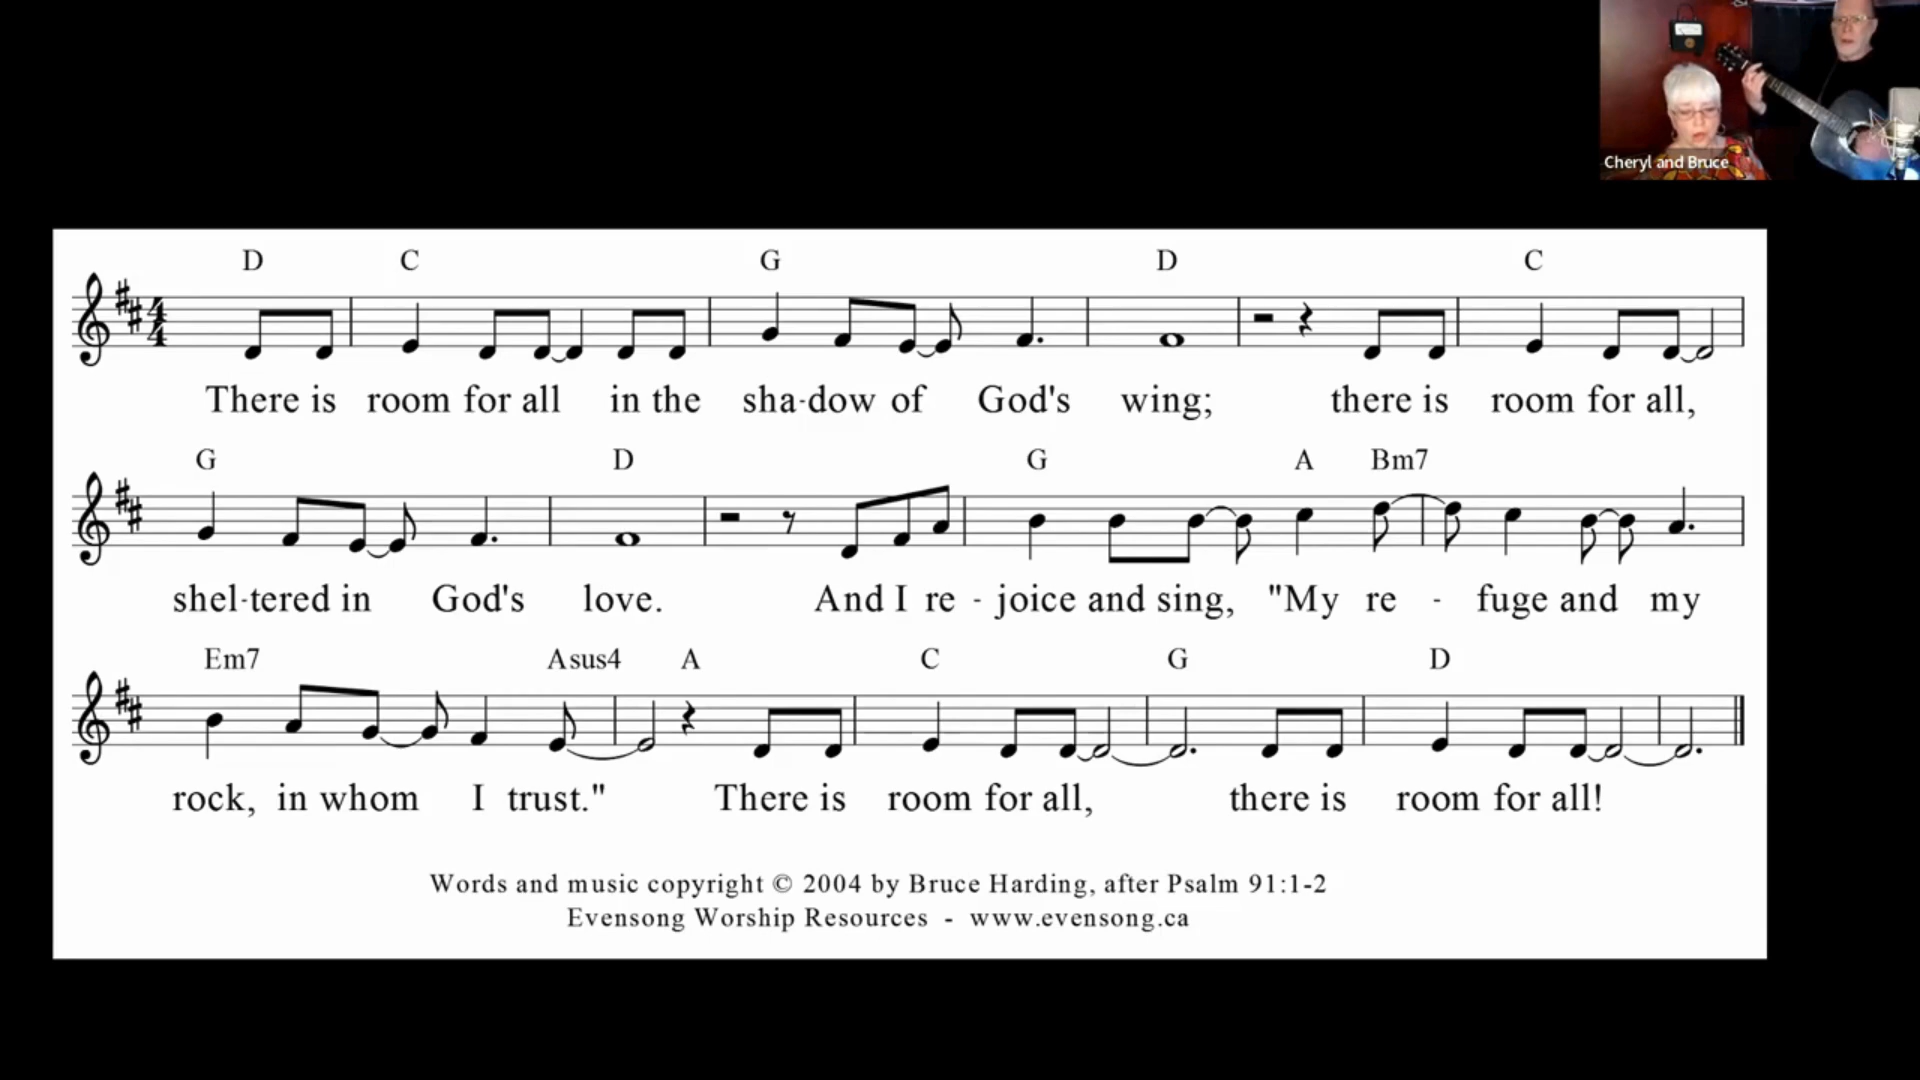 Cheryl and Bruce
D C G D C
4
4
There is room for all in the sha-dow of God's wing; there is room for all,
G D G A Bm7
shel-tered in God's love. And I re - joice and sing, "My re - fuge and my
Em7 Asus4 A C G D
rock, in whom I trust." There is room for all, there is room for all!
Words and music copyright © 2004 by Bruce Harding, after Psalm 91:1-2
Evensong Worship Resources - www.evensong.ca